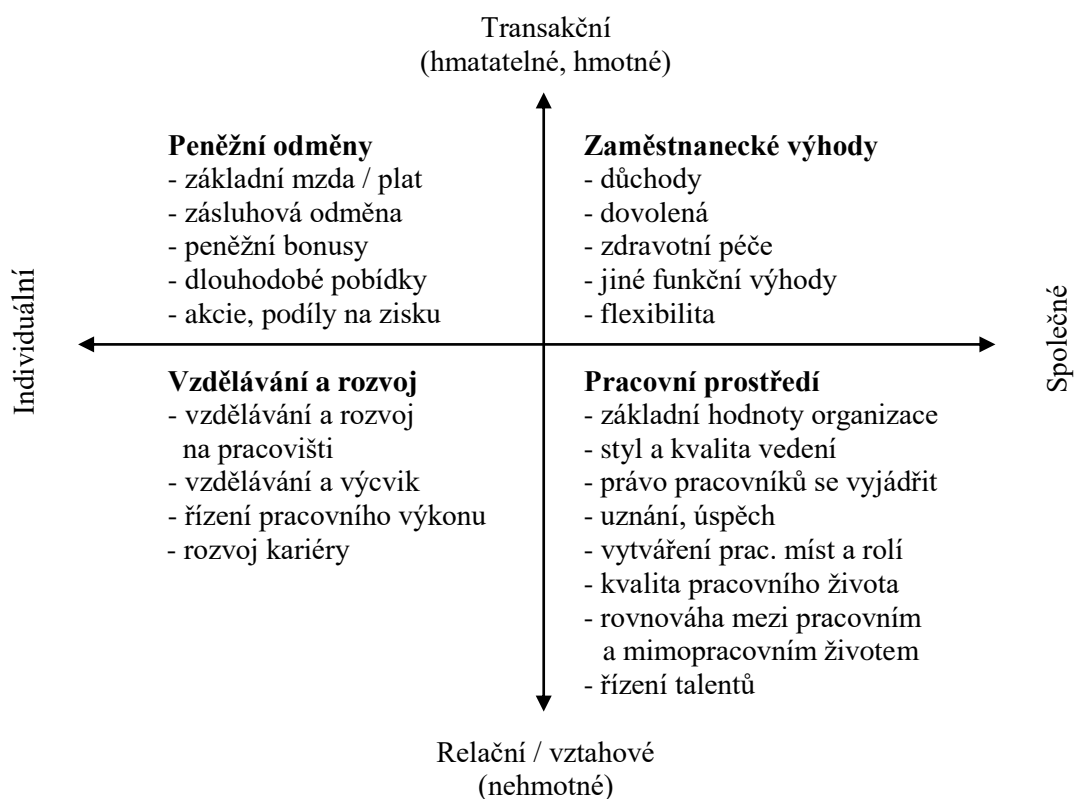 Transakční
(hmatatelné, hmotné)
Peněžní odměny
- základní mzda / plat
- zásluhová odměna
- peněžní bonusy
- dlouhodobé pobídky
- akcie, podíly na zisku
Zaměstnanecké výhody
- důchody
- dovolená
- zdravotní péče
- jiné funkční výhody
- flexibilita
Individuální
Společné
Vzdělávání a rozvoj
- vzdělávání a rozvoj
na pracovišti
- vzdělávání a výcvik
- řízení pracovního výkonu
- rozvoj kariéry
Pracovní prostředí
- základní hodnoty organizace
- styl a kvalita vedení
- právo pracovníků se vyjádřit
- uznání, úspěch
- vytváření prac. míst a rolí
- kvalita pracovního života
- rovnováha mezi pracovním
a mimopracovním životem
- řízení talentů
Relační / vztahové
(nehmotné)